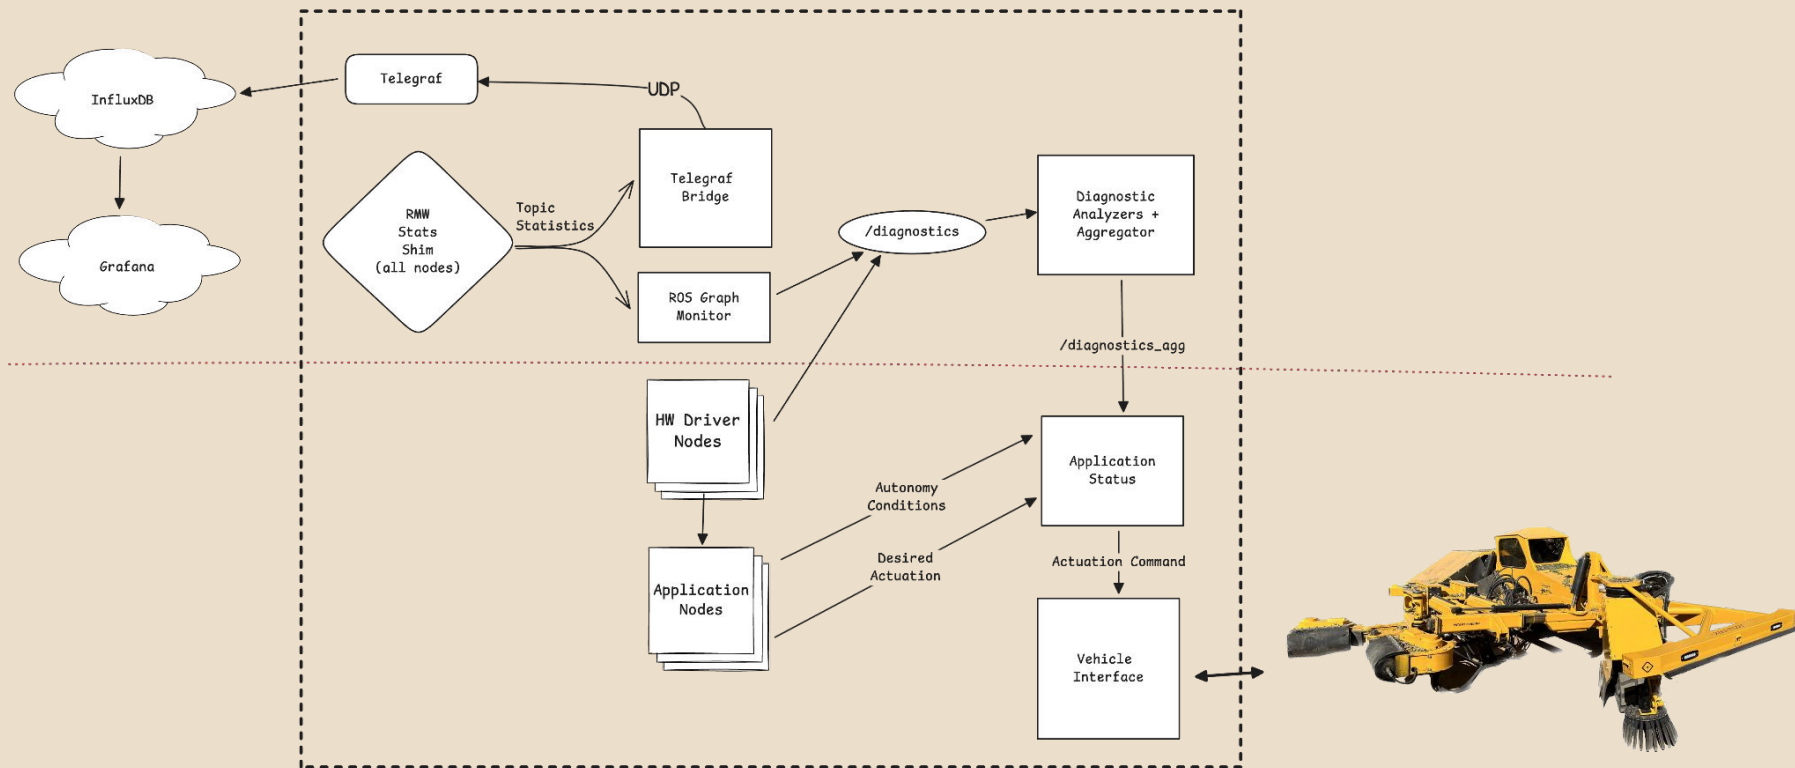 InfluxDB
Grafana
Telegraf
UDP
Telegraf
Bridge
RMW
Stats
Shim
(all nodes)
Topic
Statistics
ROS Graph
Monitor
/diagnostics
Diagnostic
Analyzers +
Aggregator
/diagnostics_agg
HW Driver
Nodes
Application
Nodes
Autonomy
Conditions
Desired
Actuation
Application
Status
Actuation Command
Vehicle
Interface